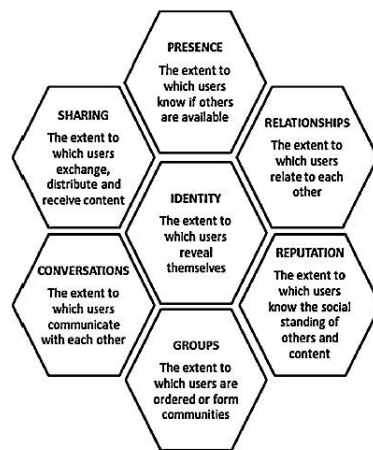 PRESENCE
The extent to
which users
know if others
are available
SHARING
The extent to
which users
exchange,
distribute and
receive content
RELATIONSHIPS
The extent to
which users
relate to each
other
IDENTITY
The extent to
which users
reveal
themselves
CONVERSATIONS
The extent to
which users
communicate
with each other
REPUTATION
The extent to
which users
know the social
standing of
others and
content
GROUPS
The extent to
which users are
ordered or form
communities